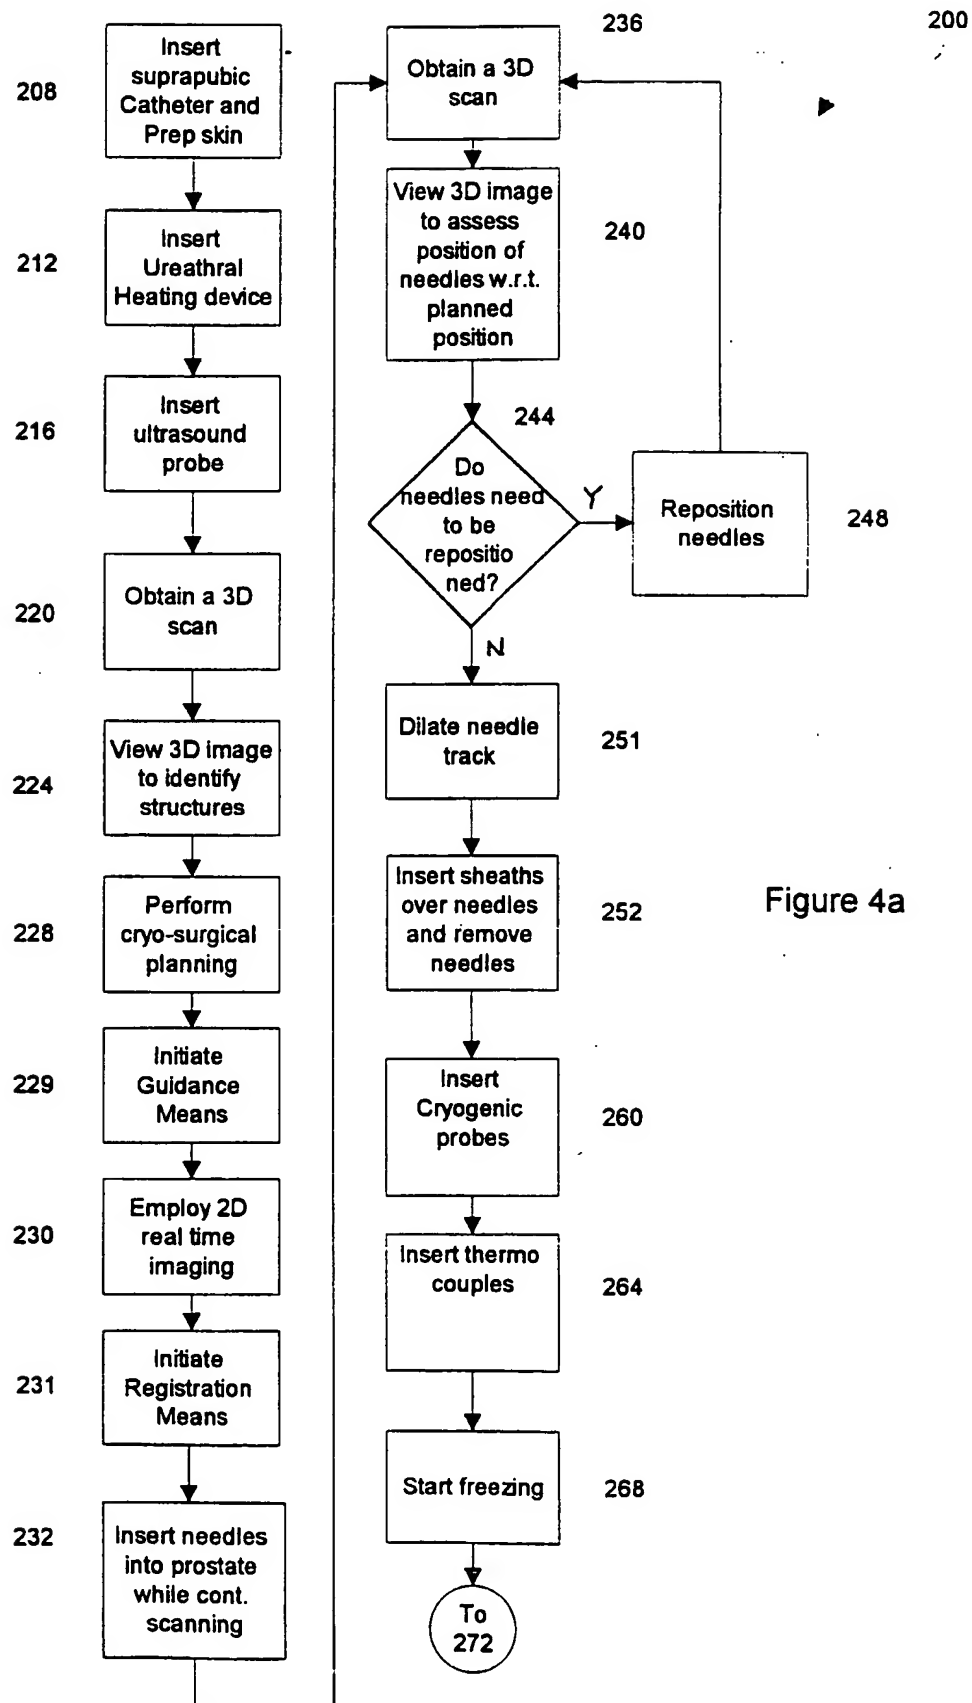 200
208
Insert
suprapubic
Catheter and
Prep skin
212
Insert
Ureathral
Heating device
216
Insert
ultrasound
probe
220
Obtain a 3D
scan
224
View 3D image
to identify
structures
228
Perform
cryo-surgical
planning
229
Initiate
Guidance
Means
230
Employ 2D
real time
imaging
231
Initiate
Registration
Means
232
Insert needles
into prostate
while cont.
scanning
236
Obtain a 3D
scan
View 3D image
to assess
position of
needles w.r.t.
planned
position
240
244
Do
needles need
to be
repositio
ned?
Y
Reposition
needles
248
N
Dilate needle
track
251
Insert sheaths
over needles
and remove
needles
252
Insert
Cryogenic
probes
260
Insert thermo
couples
264
Start freezing
268
To
272
Figure 4a